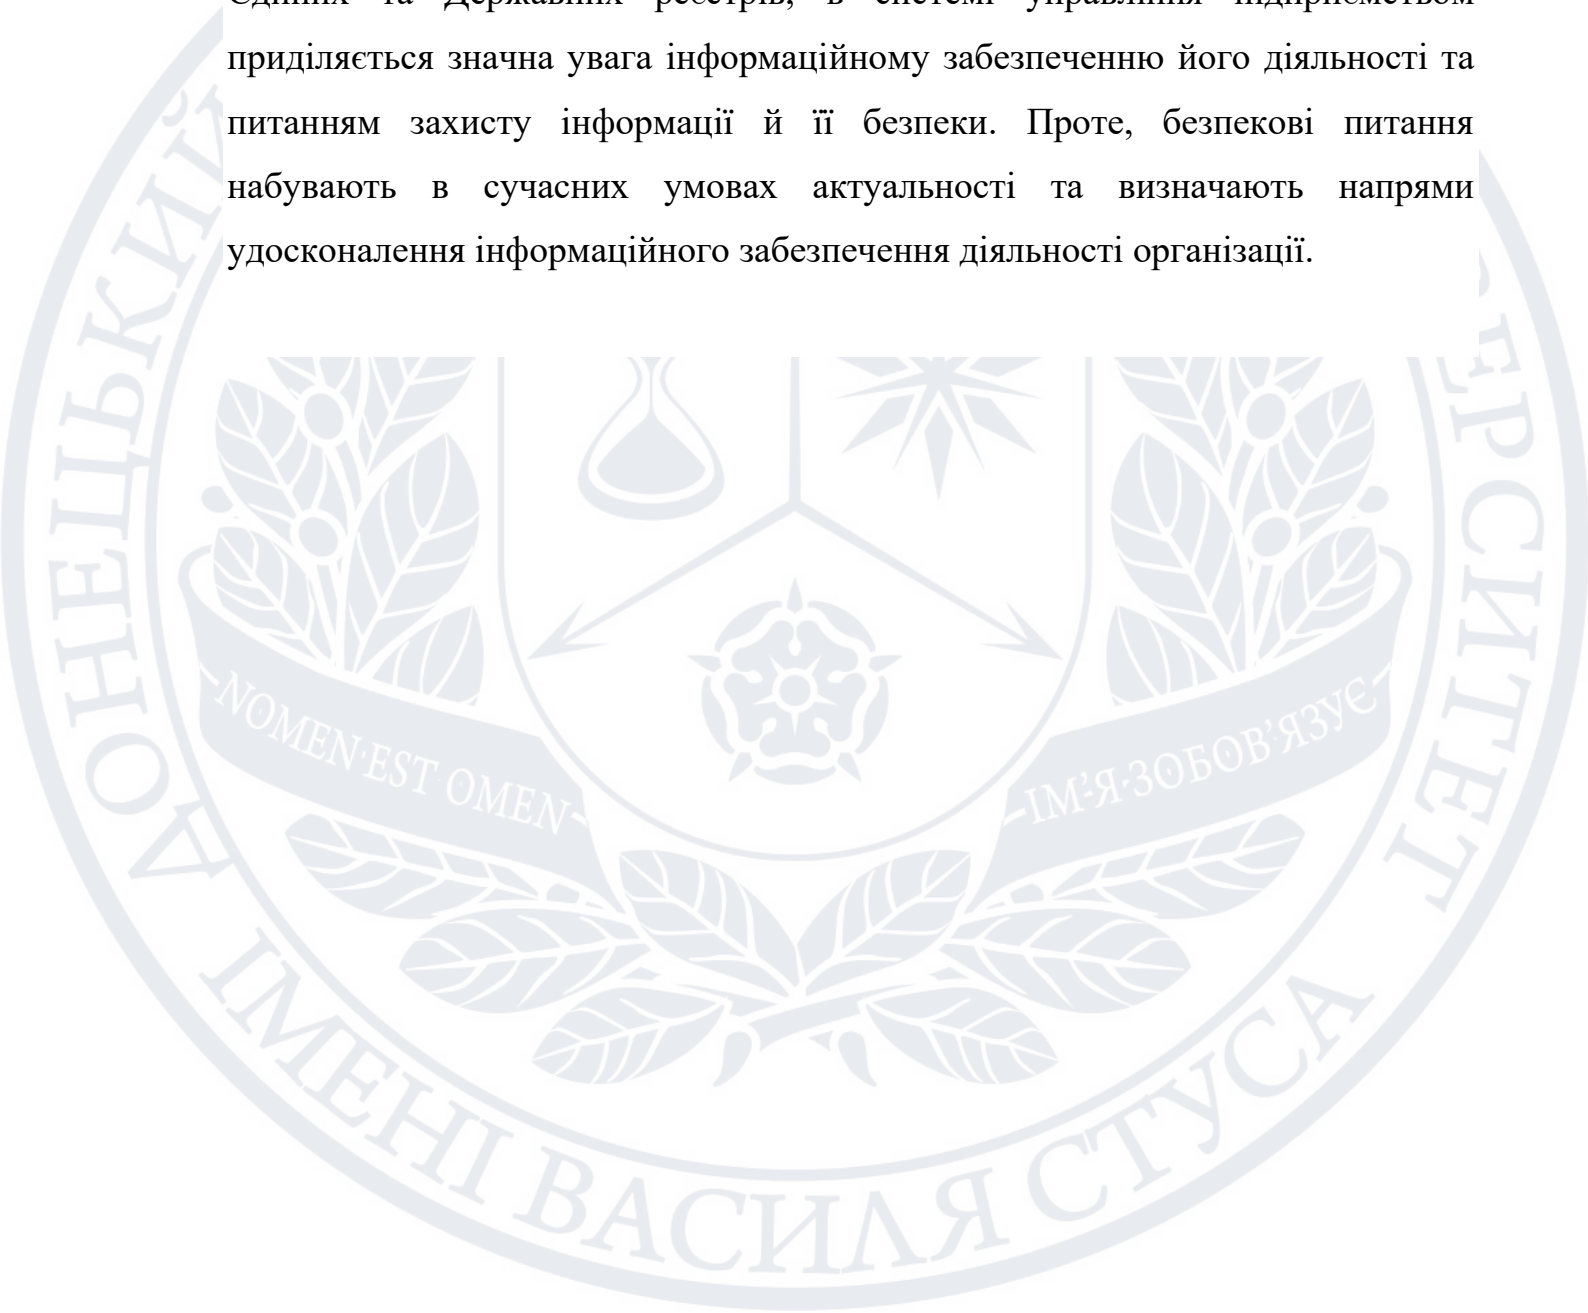 Єдиних та Державних реєстрів, в системі управління підприємством
приділяється значна увага інформаційному забезпеченню його діяльності та
питанням захисту інформації й її безпеки. Проте, безпекові питання
набувають в сучасних умовах актуальності та визначають напрями
удосконалення інформаційного забезпечення діяльності організації.
ДОНЕЦЬКИЙ
ЕРСИТЕТ
NOMEN·EST·OMEN
ІМ'Я·ЗОБОВ'ЯЗУЄ
ІМЕНІ ВАСИЛЯ СТУСА